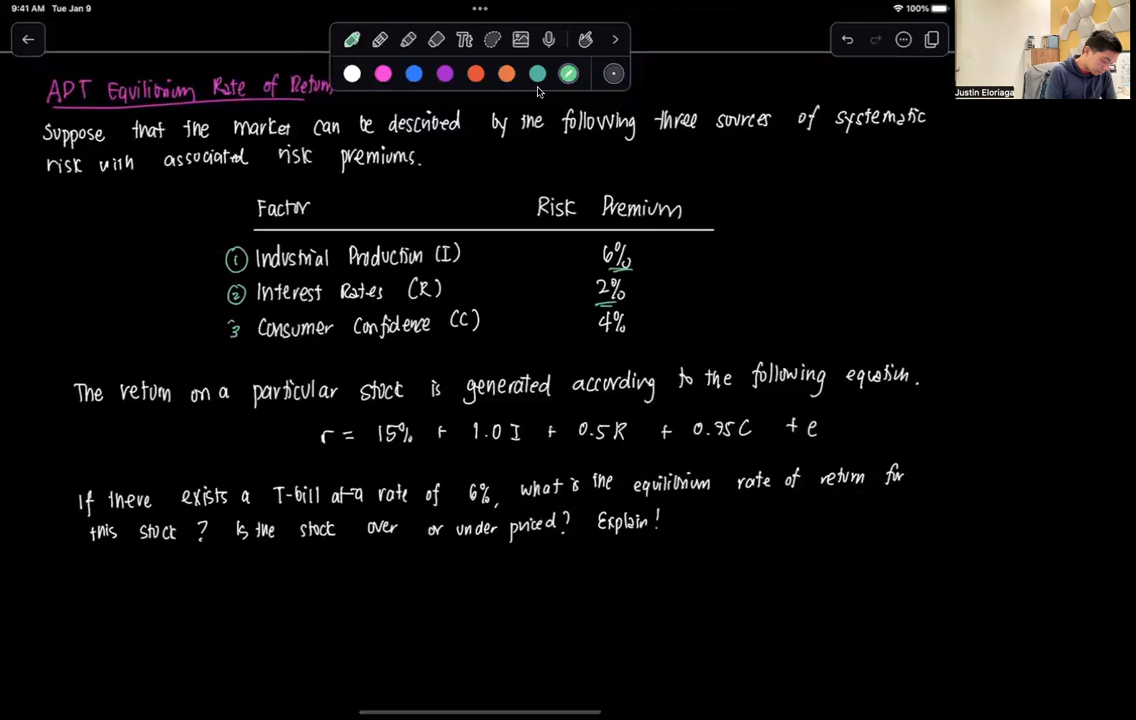 9:41 AM Tue Jan 9
100%
APT Equilibrium Rate of Return
Suppose that the market can be described by the following three sources of systematic
risk with associated risk premiums.
Factor Risk Premium
① Industrial Production (I) 6%
② Interest Rates (R) 2%
3 Consumer Confidence (C) 4%
The return on a particular stock is generated according to the following equation.
r = 15% + 1.0 I + 0.5R + 0.75C + e
If there exists a T-bill at a rate of 6%, what is the equilibrium rate of return for
this stock? Is the stock over or under priced? Explain!
Justin Eloriaga